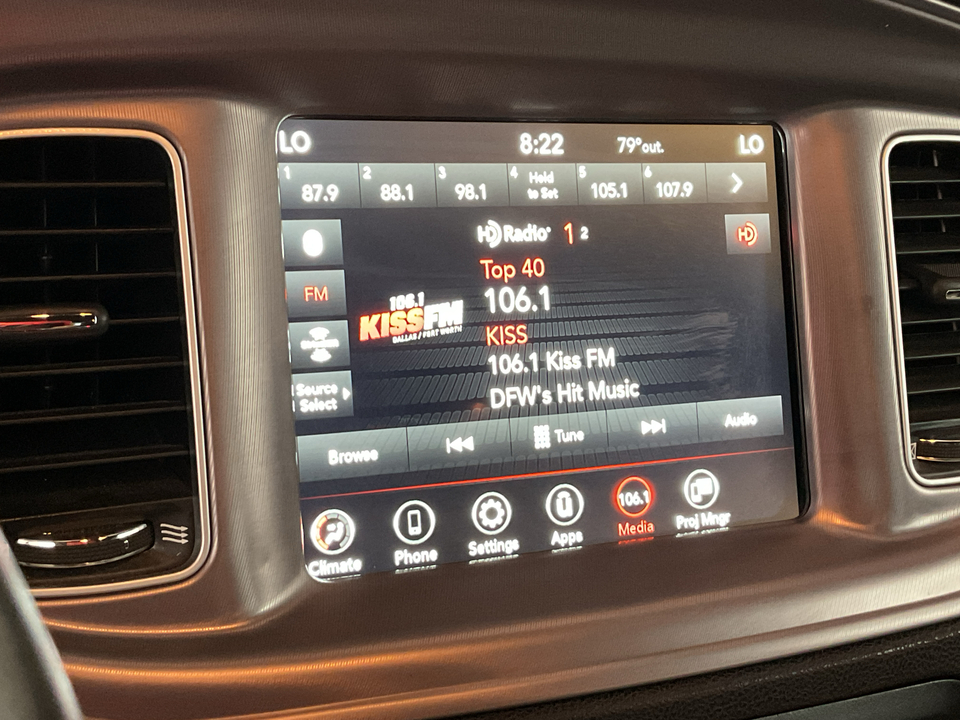 LO 8:22 79° out. LO
1 87.9 2 88.1 3 98.1 4 Hold to Set 5 105.1 6 107.9
HD Radio 1 2
HD
Top 40
FM
106.1
106.1
KISSFM
DALLAS / FORT WORTH
KISS
106.1 Kiss FM
DFW's Hit Music
Source
Select
Browse Tune Audio
106.1
Climate Phone Settings Apps Media Proj Mngr